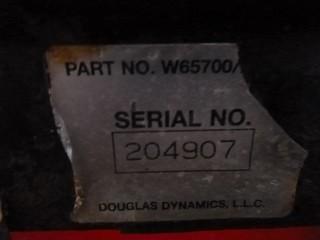 PART NO. W65700/
SERIAL NO.
204907
DOUGLAS DYNAMICS, L.L.C.